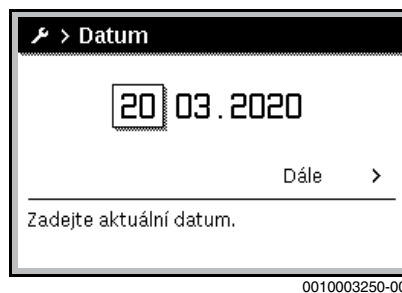 > Datum
20 03.2020
Dále >
Zadejte aktuální datum.
0010003250-00